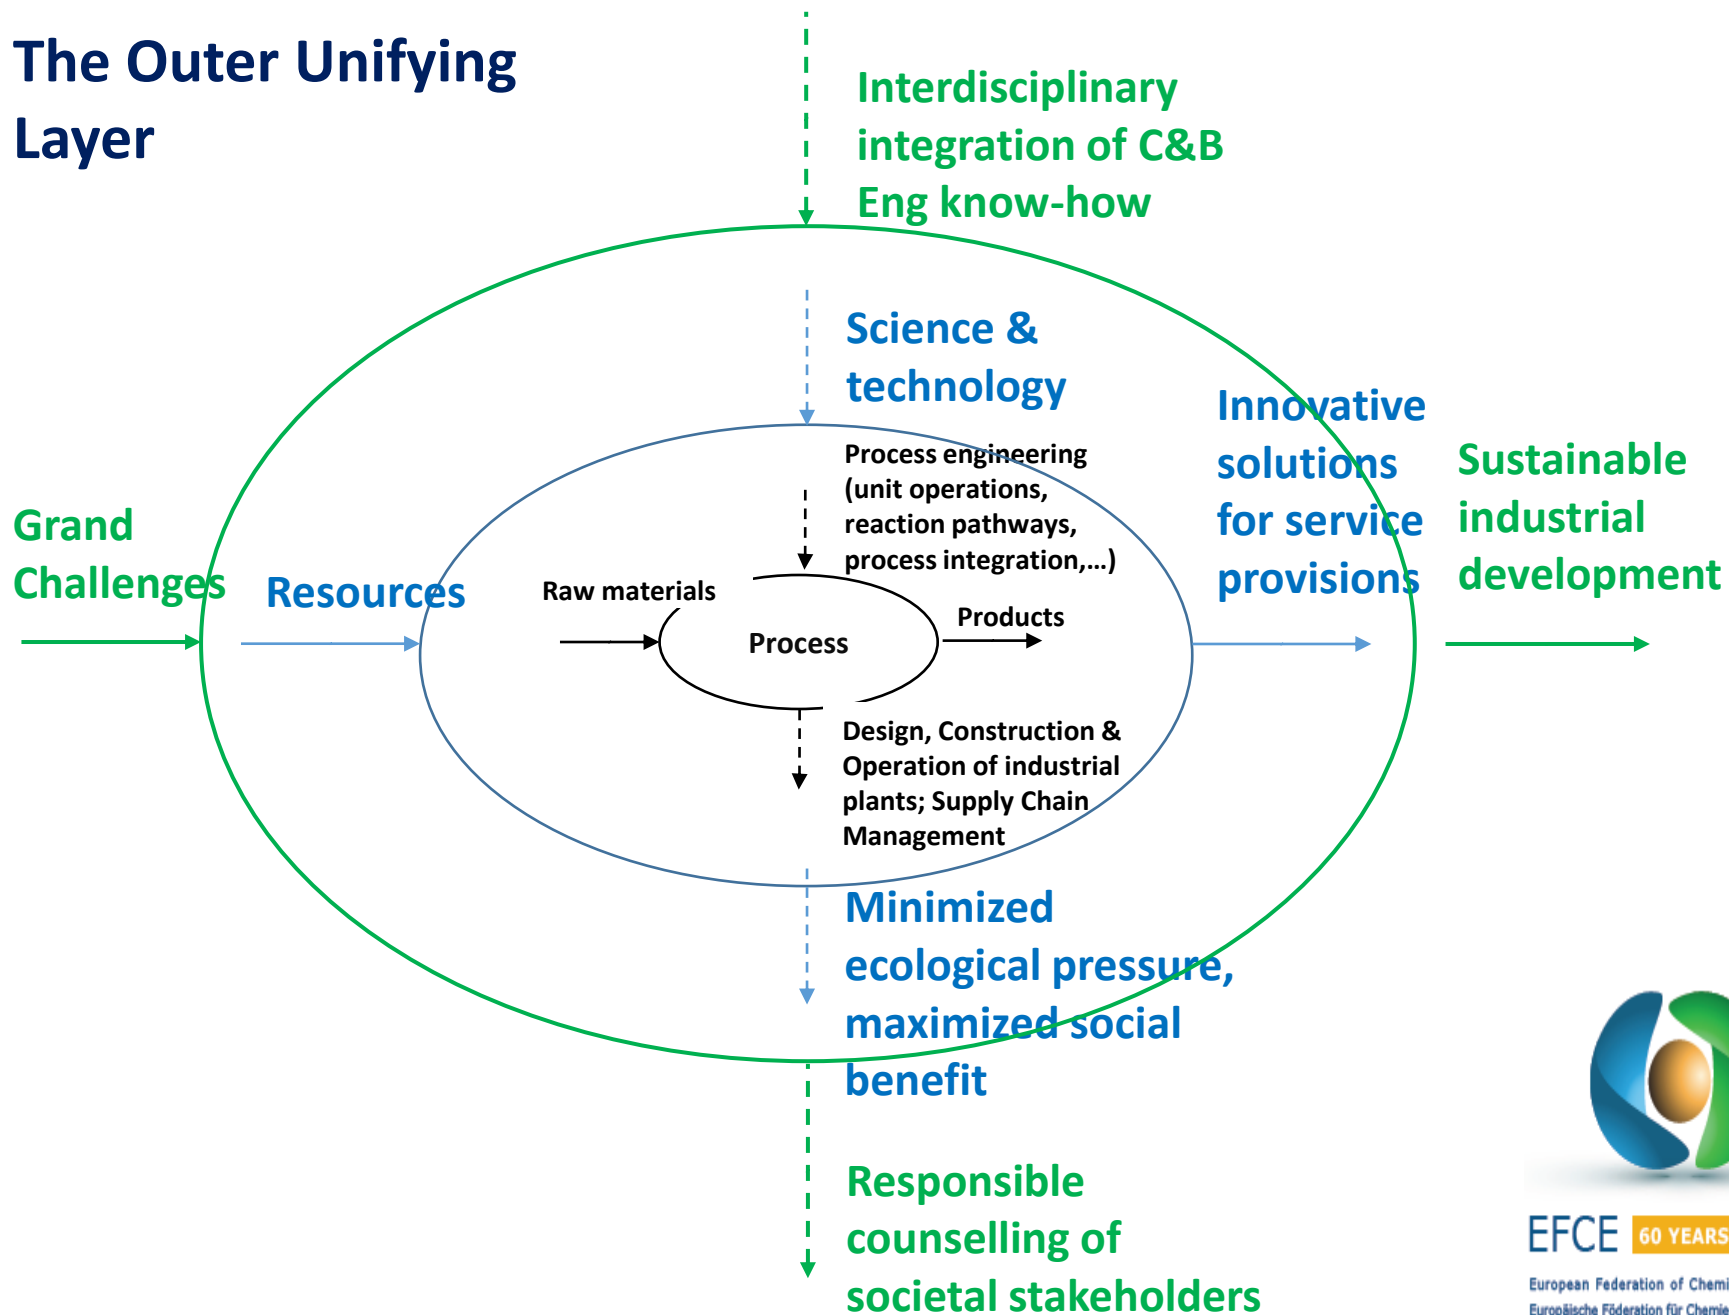 The Outer Unifying
Layer
Interdisciplinary
integration of C&B
Eng know-how
Science &
technology
Innovative
solutions
for service
provisions
Sustainable
industrial
development
Grand
Challenges
Resources
Process engineering
(unit operations,
reaction pathways,
process integration,...)
Raw materials
Process
Products
Design, Construction &
Operation of industrial
plants; Supply Chain
Management
Minimized
ecological pressure,
maximized social
benefit
Responsible
counselling of
societal stakeholders
EFCE 60 YEARS
European Federation of Chemi
Europäische Föderation für Chemie